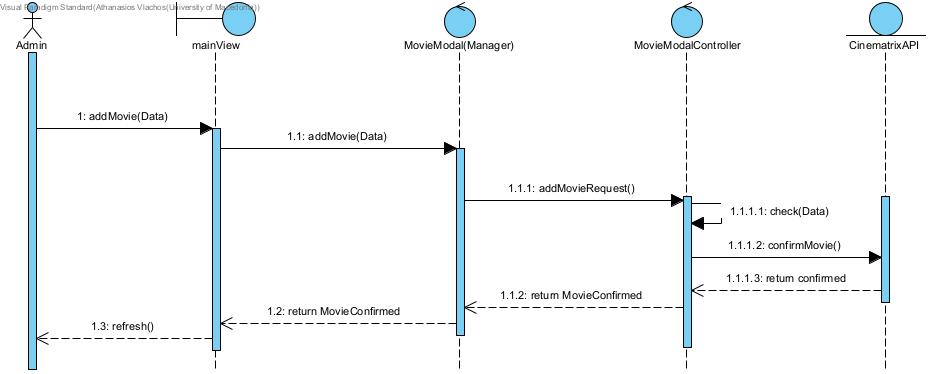 Visual Paradigm Standard(Athanasios Vlachos(University of Macedonia))
Admin
mainView
MovieModal(Manager)
MovieModalController
CinematrixAPI
1: addMovie(Data)
1.1: addMovie(Data)
1.1.1: addMovieRequest()
1.1.1.1: check(Data)
1.1.1.2: confirmMovie()
1.1.1.3: return confirmed
1.1.2: return MovieConfirmed
1.2: return MovieConfirmed
1.3: refresh()